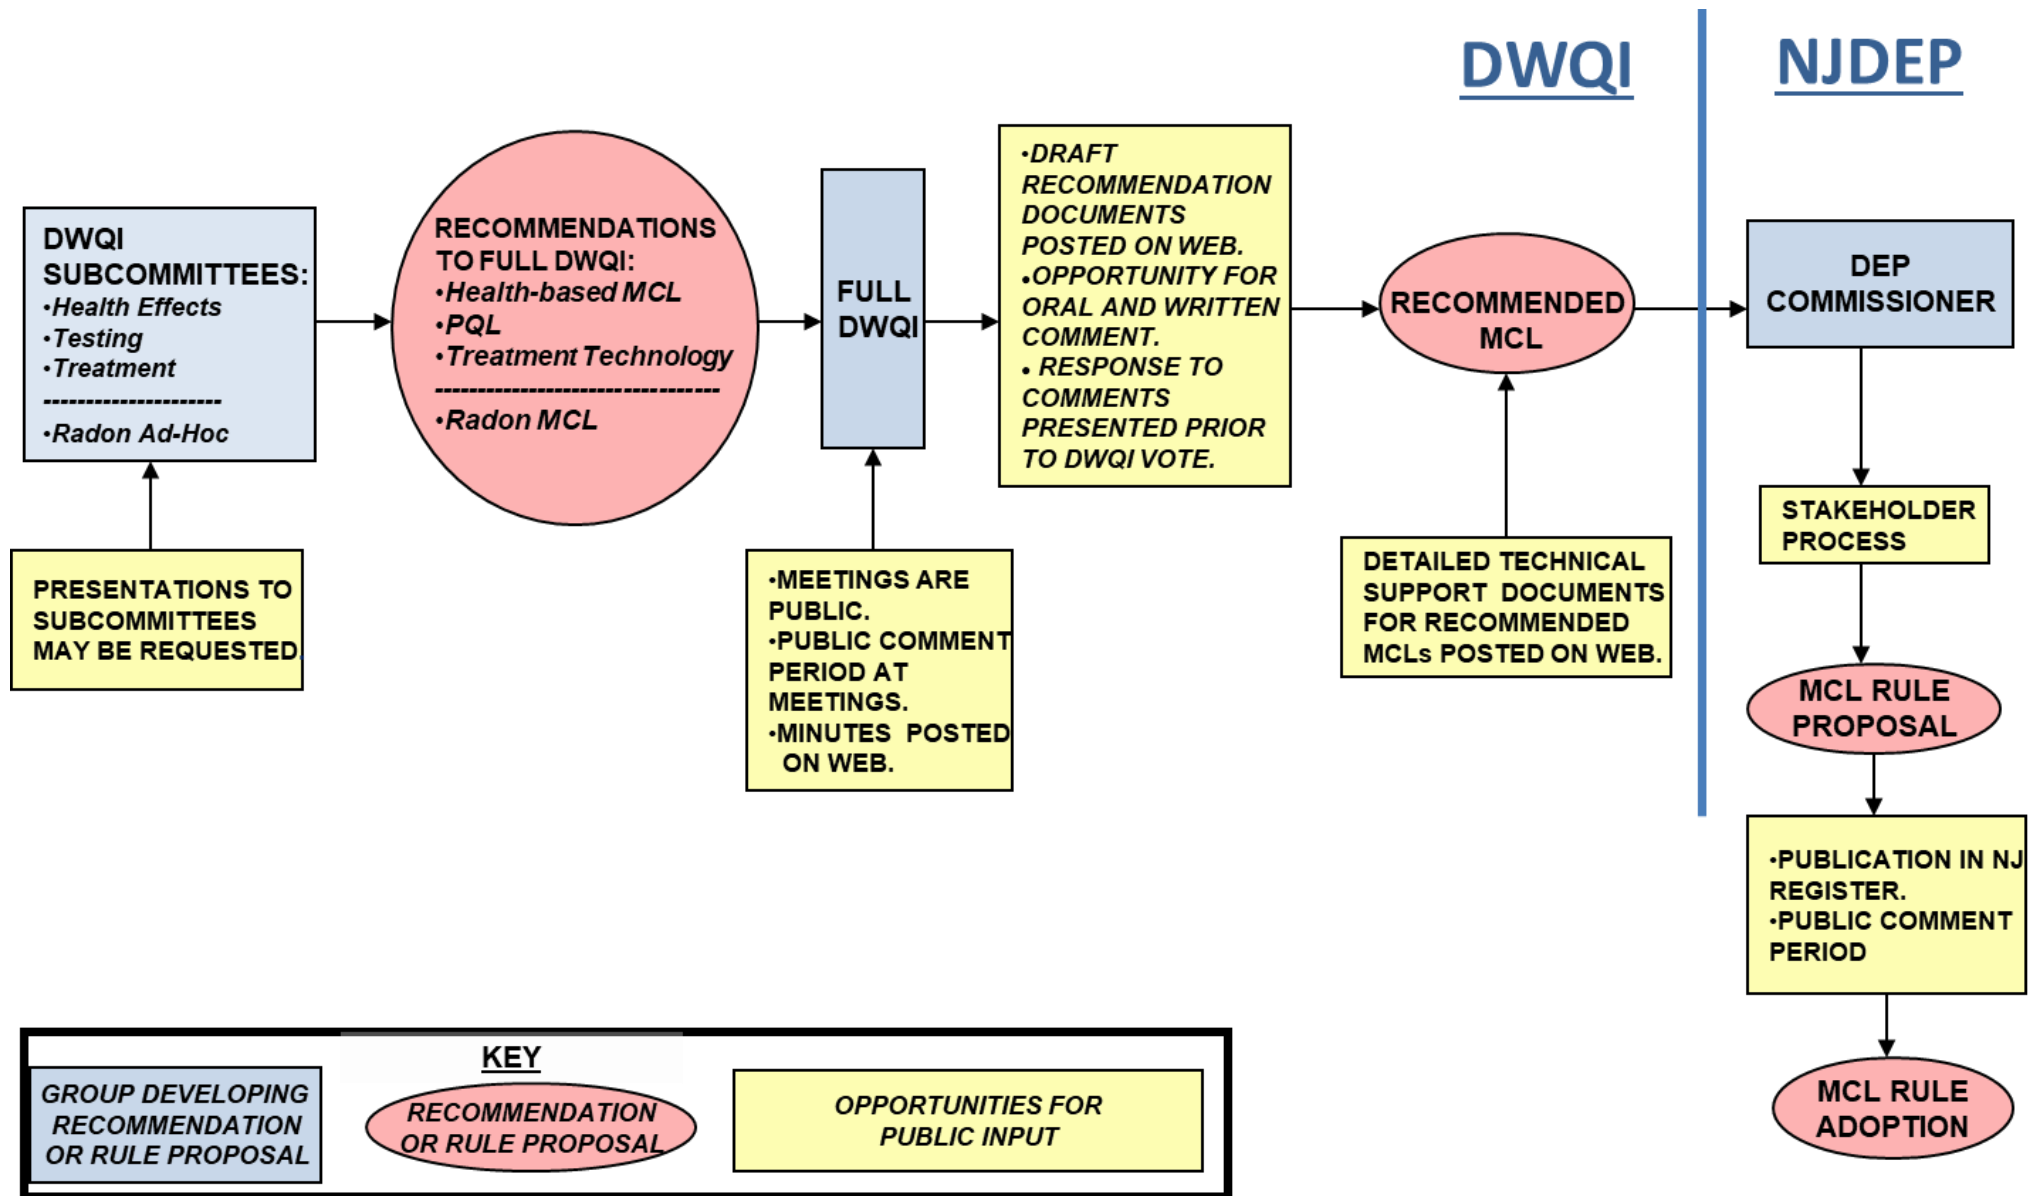 DWQI
NJDEP
DWQI
SUBCOMMITTEES:
•Health Effects
•Testing
•Treatment
---------------------
•Radon Ad-Hoc
PRESENTATIONS TO
SUBCOMMITTEES
MAY BE REQUESTED.
RECOMMENDATIONS
TO FULL DWQI:
•Health-based MCL
•PQL
•Treatment Technology
----------------------------------
•Radon MCL
FULL
DWQI
•MEETINGS ARE
PUBLIC.
•PUBLIC COMMENT
PERIOD AT
MEETINGS.
•MINUTES POSTED
ON WEB.
•DRAFT
RECOMMENDATION
DOCUMENTS
POSTED ON WEB.
•OPPORTUNITY FOR
ORAL AND WRITTEN
COMMENT.
• RESPONSE TO
COMMENTS
PRESENTED PRIOR
TO DWQI VOTE.
RECOMMENDED
MCL
DETAILED TECHNICAL
SUPPORT DOCUMENTS
FOR RECOMMENDED
MCLs POSTED ON WEB.
DEP
COMMISSIONER
STAKEHOLDER
PROCESS
MCL RULE
PROPOSAL
•PUBLICATION IN NJ
REGISTER.
•PUBLIC COMMENT
PERIOD
MCL RULE
ADOPTION
KEY
GROUP DEVELOPING
RECOMMENDATION
OR RULE PROPOSAL
RECOMMENDATION
OR RULE PROPOSAL
OPPORTUNITIES FOR
PUBLIC INPUT